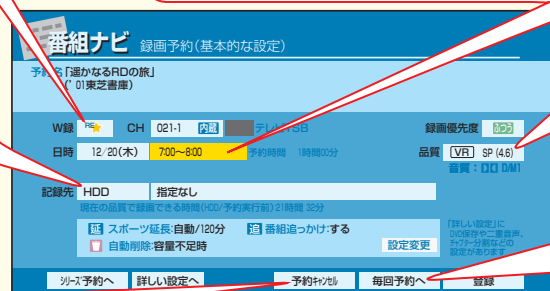 番組ナビ 録画予約(基本的な設定)
予約名「遥かなるRDの旅」
(’01東芝書庫)
W録 RE CH 021-1 内蔵 テレビTSB 録画優先度 ふつう
日時 12/20(木) 7:00~8:00 予約時間 1時間00分 品質 VR SP (4.6)
音質: D/M1
記録先 HDD 指定なし
現在の品質で録画できる時間(HDD/予約実行前)21時間 32分
延 スポーツ延長:自動/120分 追 番組追っかけ:する
自動削除:容量不足時 設定変更
「詳しい設定」に
DVD保存や二重音声、
チャプター分割などの
設定があります
シリーズ予約へ 詳しい設定へ 予約キャンセル 毎回予約へ 登録